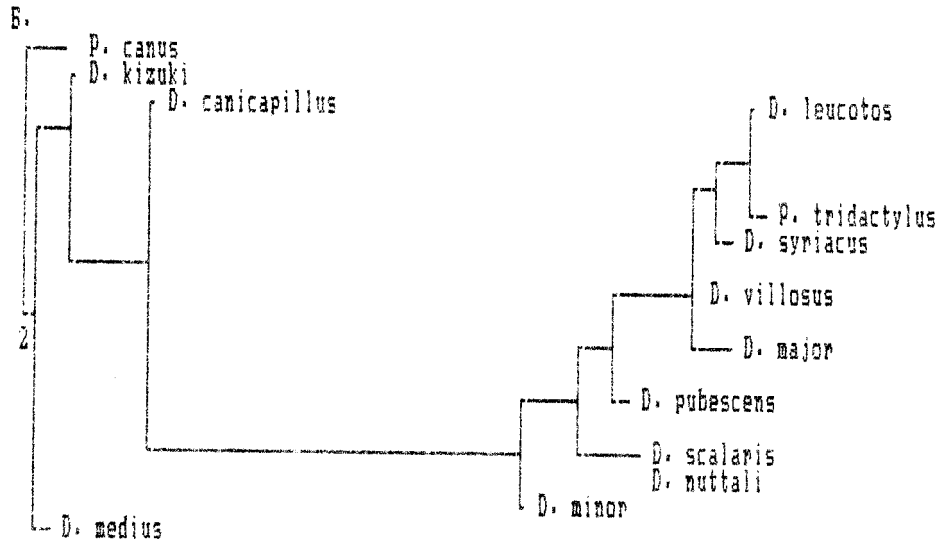 B.
P. canus
D. kizuki
D. canicapillus
D. leucotos
P. tridactylus
D. syriacus
D. villosus
2
D. major
D. pubescens
D. scalaris
D. nuttali
D. minor
D. medius